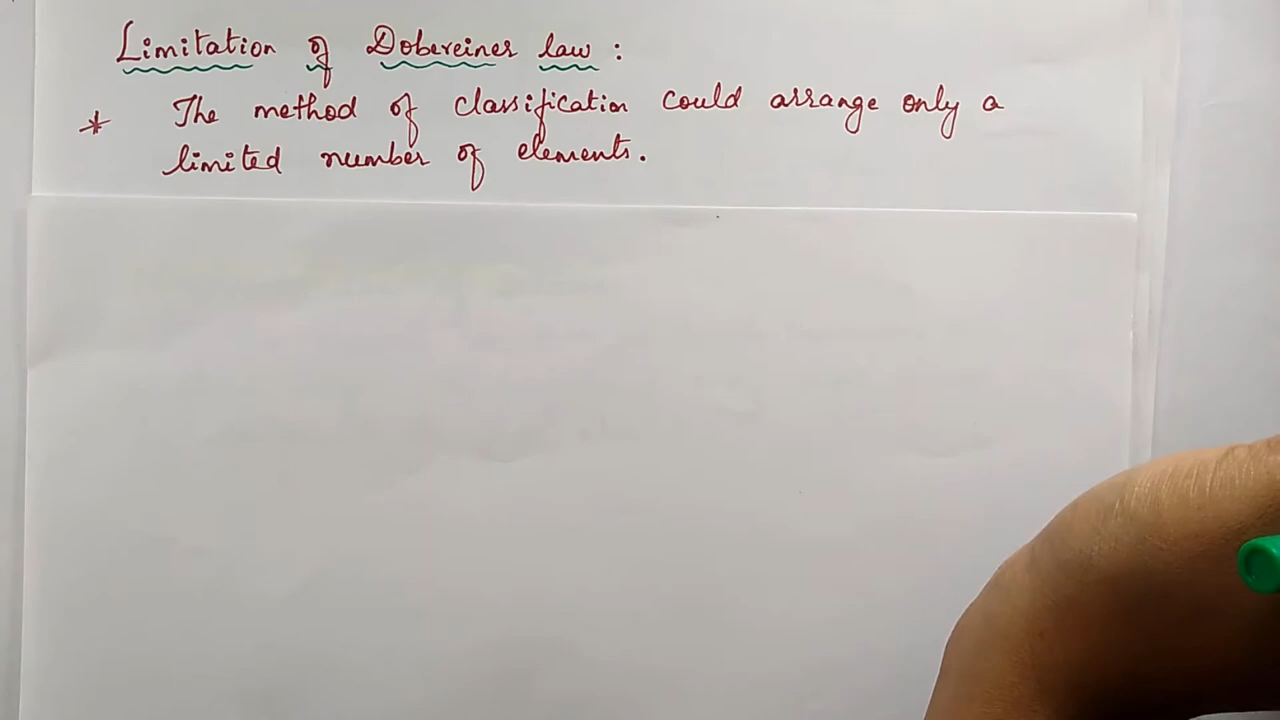 Limitation of Dobereiner law :
* The method of classification could arrange only a
limited number of elements.